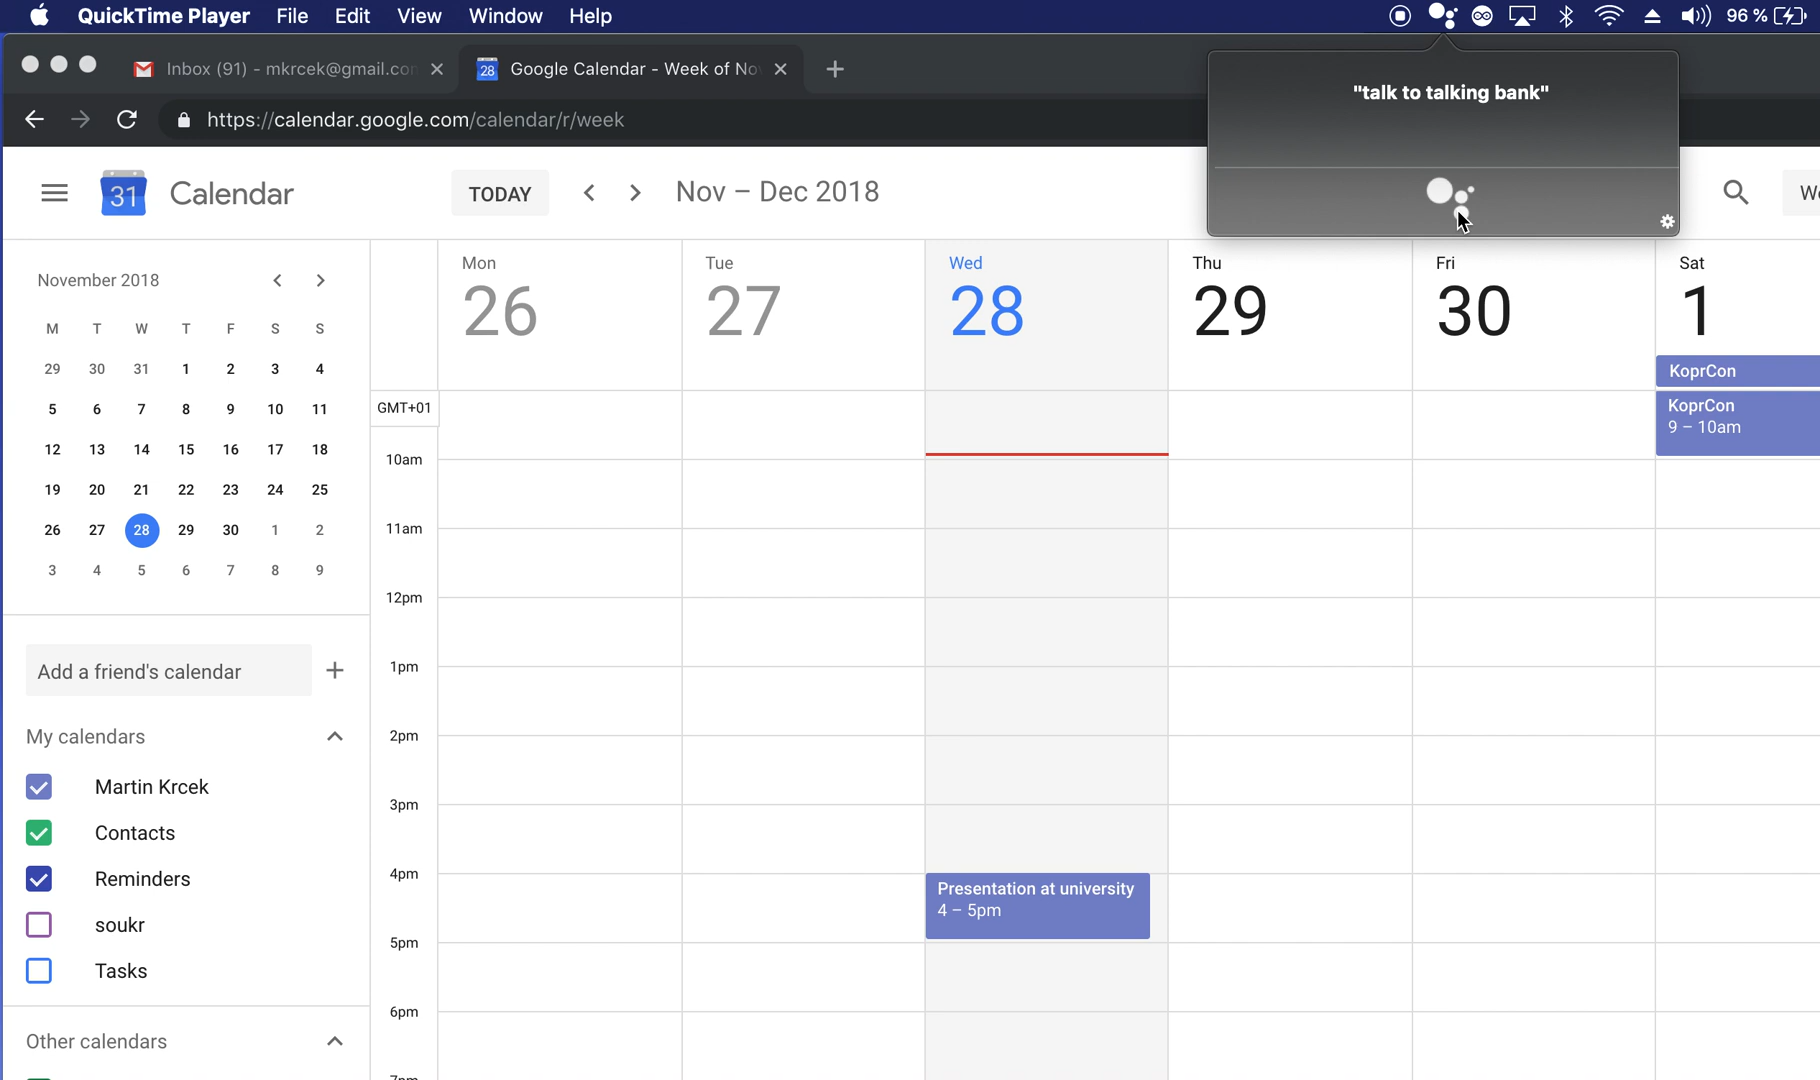 QuickTime Player File Edit View Window Help 96 %
Inbox (91) - mkrcek@gmail.con
28 Google Calendar - Week of No
"talk to talking bank"
https://calendar.google.com/calendar/r/week
31 Calendar TODAY Nov – Dec 2018
November 2018
M T W T F S S
29 30 31 1 2 3 4
5 6 7 8 9 10 11
12 13 14 15 16 17 18
19 20 21 22 23 24 25
26 27 28 29 30 1 2
3 4 5 6 7 8 9
Add a friend's calendar
My calendars
Martin Krcek
Contacts
Reminders
soukr
Tasks
Other calendars
Mon Tue Wed Thu Fri Sat
26 27 28 29 30 1
KoprCon
GMT+01
KoprCon
9 – 10am
10am
11am
12pm
1pm
2pm
3pm
4pm
Presentation at university
4 – 5pm
5pm
6pm